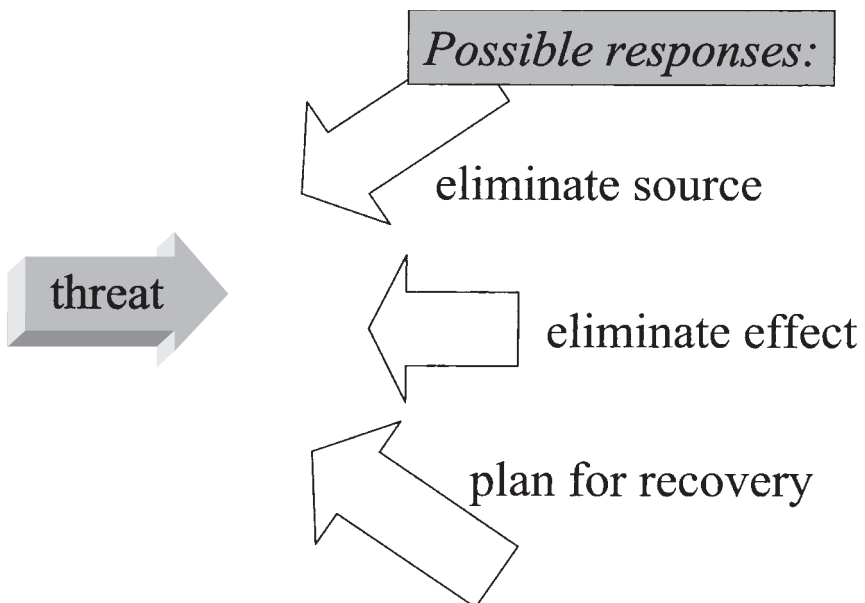 Possible responses:
eliminate source
threat
eliminate effect
plan for recovery